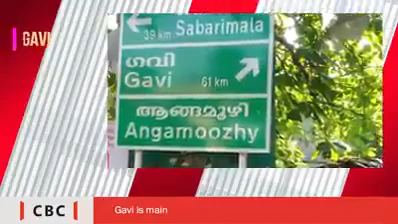 GAVI
Sabarimala
39 km
ഗവി
Gavi
61 km
ആങ്ങമൂഴി
Angamoozhy
CBC
Gavi is main